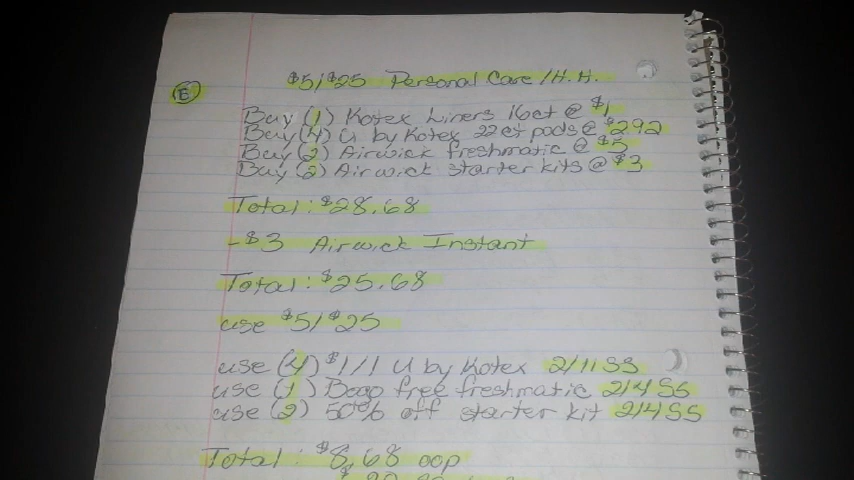 E
$5/$25 Personal Care / H.H.
Buy (1) Kotex Liners 16ct @ $1
Buy (4) U by Kotex 22 ct pads @ $2.92
Buy (2) Airwick freshmatic @ $5
Buy (2) Airwick starter kits @ $3
Total: $28.68
-$3 Airwick Instant
Total: $25.68
use $5/$25
use (4) $1/1 U by Kotex 2/11 SS
use (1) Bogo free freshmatic 2/4 SS
use (2) 50% off starter kit 2/4 SS
Total: $8.68 oop